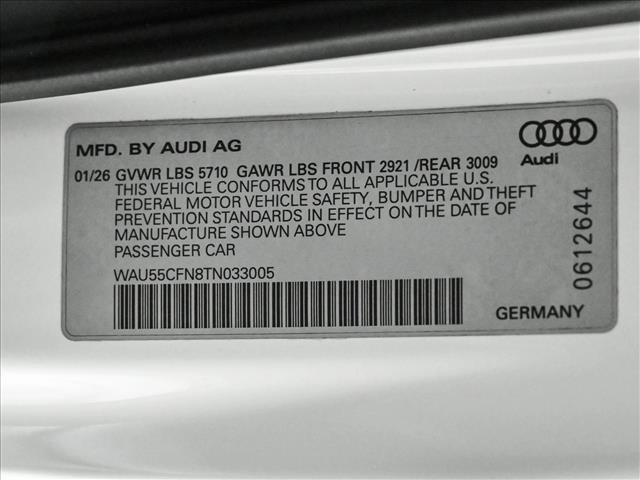 MFD. BY AUDI AG
Audi
01/26 GVWR LBS 5710 GAWR LBS FRONT 2921 /REAR 3009
THIS VEHICLE CONFORMS TO ALL APPLICABLE U.S.
FEDERAL MOTOR VEHICLE SAFETY, BUMPER AND THEFT
PREVENTION STANDARDS IN EFFECT ON THE DATE OF
MANUFACTURE SHOWN ABOVE
PASSENGER CAR
WAU55CFN8TN033005
0612644
GERMANY